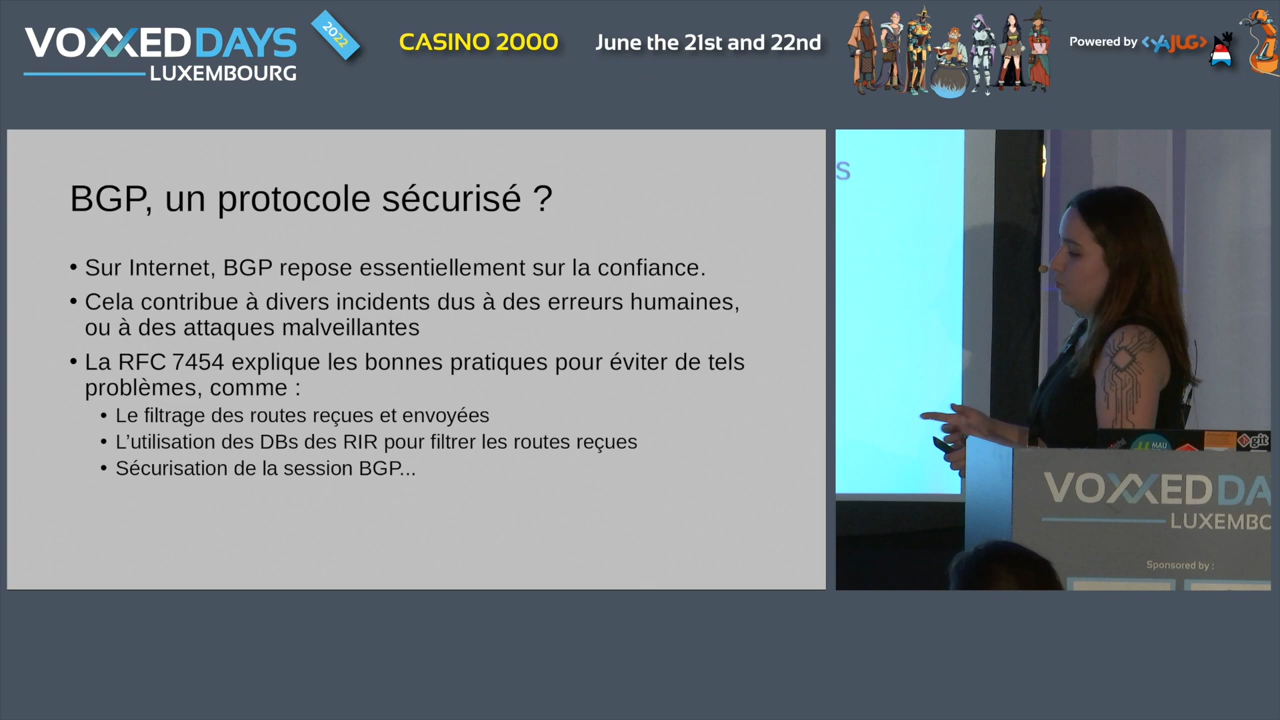 VOXXED DAYS
LUXEMBOURG
2022
CASINO 2000
June the 21st and 22nd
Powered by <YAJUG>
BGP, un protocole sécurisé ?
• Sur Internet, BGP repose essentiellement sur la confiance.
• Cela contribue à divers incidents dus à des erreurs humaines,
ou à des attaques malveillantes
• La RFC 7454 explique les bonnes pratiques pour éviter de tels
problèmes, comme :
• Le filtrage des routes reçues et envoyées
• L’utilisation des DBs des RIR pour filtrer les routes reçues
• Sécurisation de la session BGP...
s
git
VOXXED DA
LUXEMBO
Sponsored by :